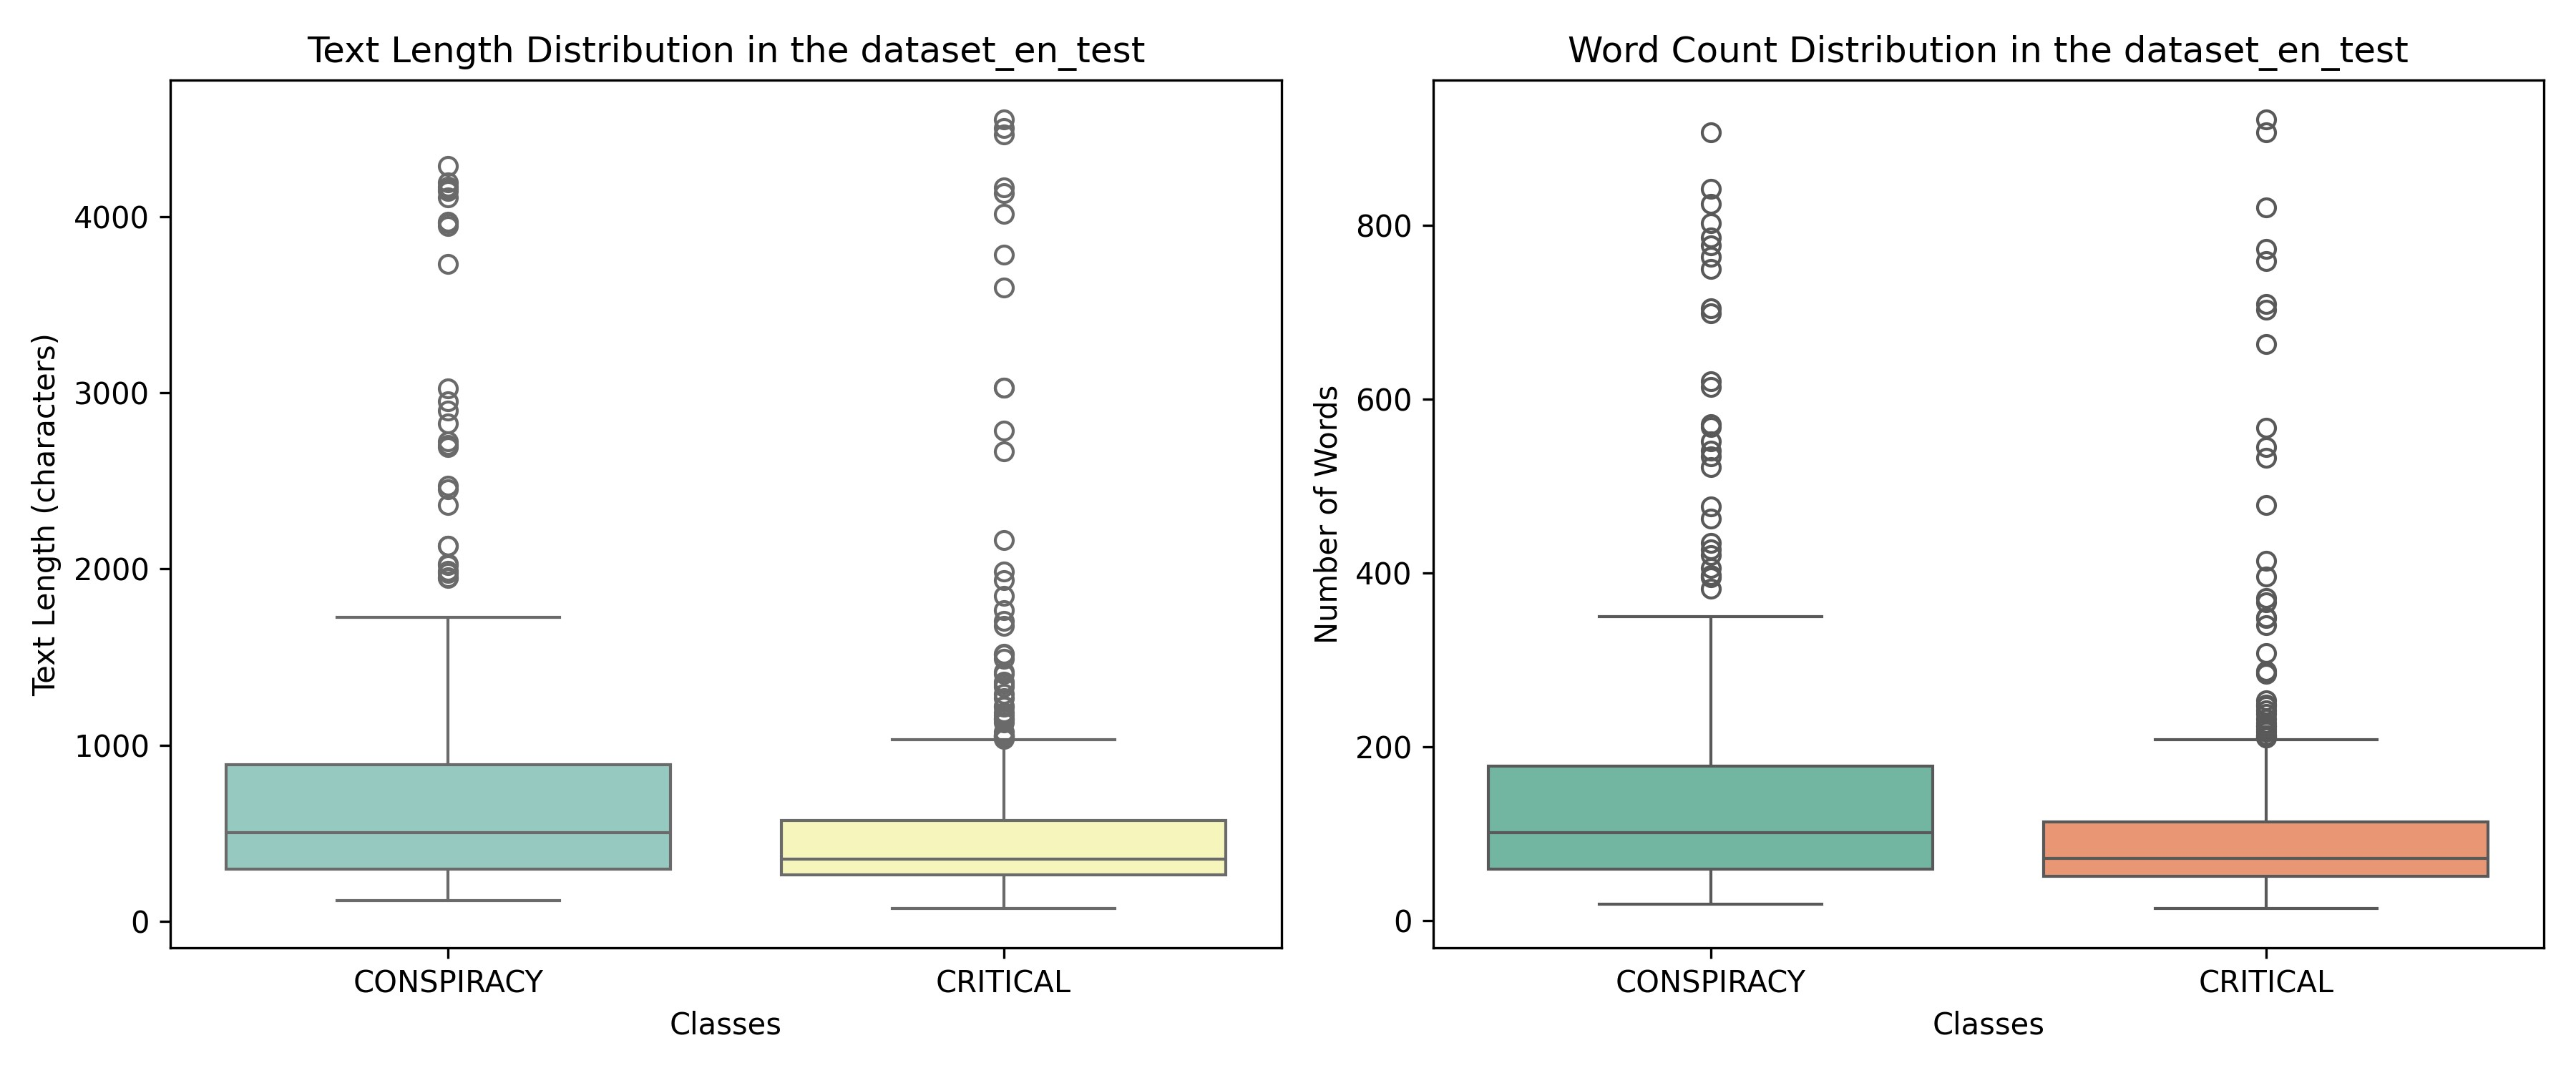 Text Length Distribution in the dataset_en_test
Text Length (characters)
4000
3000
2000
1000
0
CONSPIRACY
CRITICAL
Classes
Word Count Distribution in the dataset_en_test
Number of Words
800
600
400
200
0
CONSPIRACY
CRITICAL
Classes